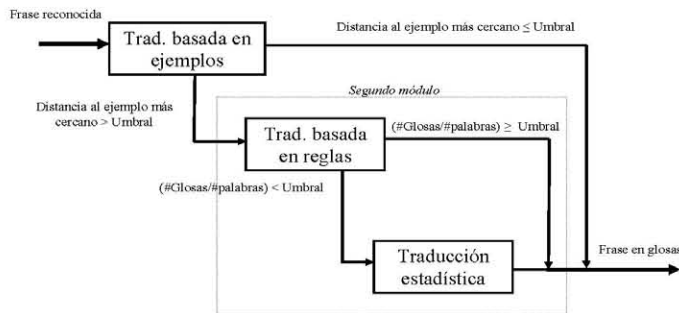 Frase reconocida
Trad. basada en
ejemplos
Distancia al ejemplo más cercano ≤ Umbral
Distancia al ejemplo más
cercano > Umbral
Segundo módulo
Trad. basada
en reglas
(#Glosas/#palabras) ≥ Umbral
(#Glosas/#palabras) < Umbral
Traducción
estadística
Frase en glosas